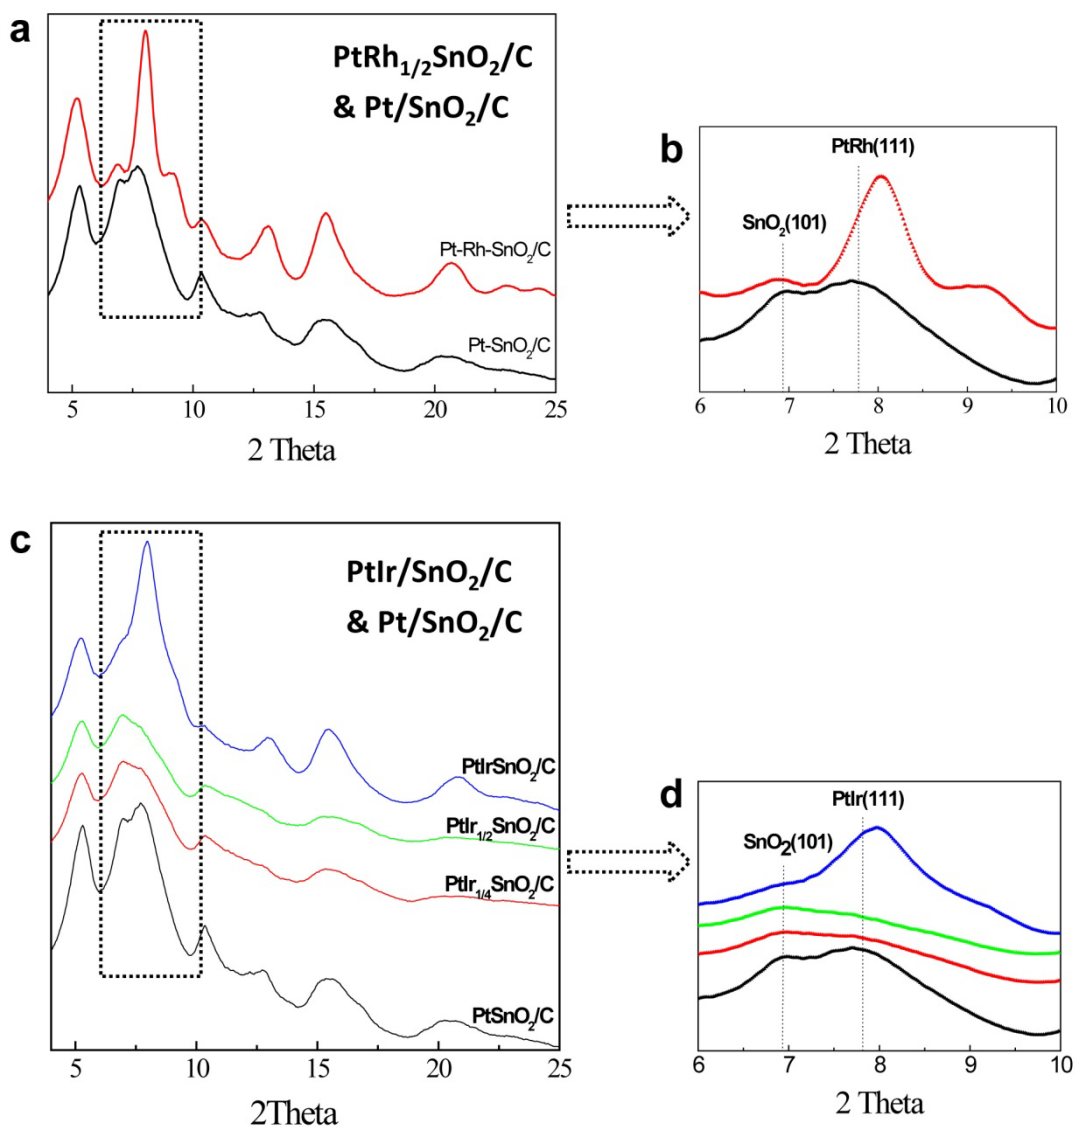 a
PtRh1/2SnO2/C
& Pt/SnO2/C
Pt-Rh-SnO2/C
Pt-SnO2/C
5 10 15 20 25
2 Theta
b
PtRh(111)
SnO2(101)
6 7 8 9 10
2 Theta
c
PtIr/SnO2/C
& Pt/SnO2/C
PtIrSnO2/C
PtIr1/2SnO2/C
PtIr1/4SnO2/C
PtSnO2/C
5 10 15 20 25
2Theta
d
PtIr(111)
SnO2(101)
6 7 8 9 10
2 Theta